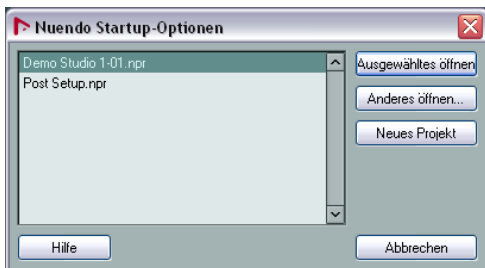 Nuendo Startup-Optionen
Demo Studio 1-01.npr
Post Setup.npr
Ausgewähltes öffnen
Anderes öffnen...
Neues Projekt
Hilfe
Abbrechen